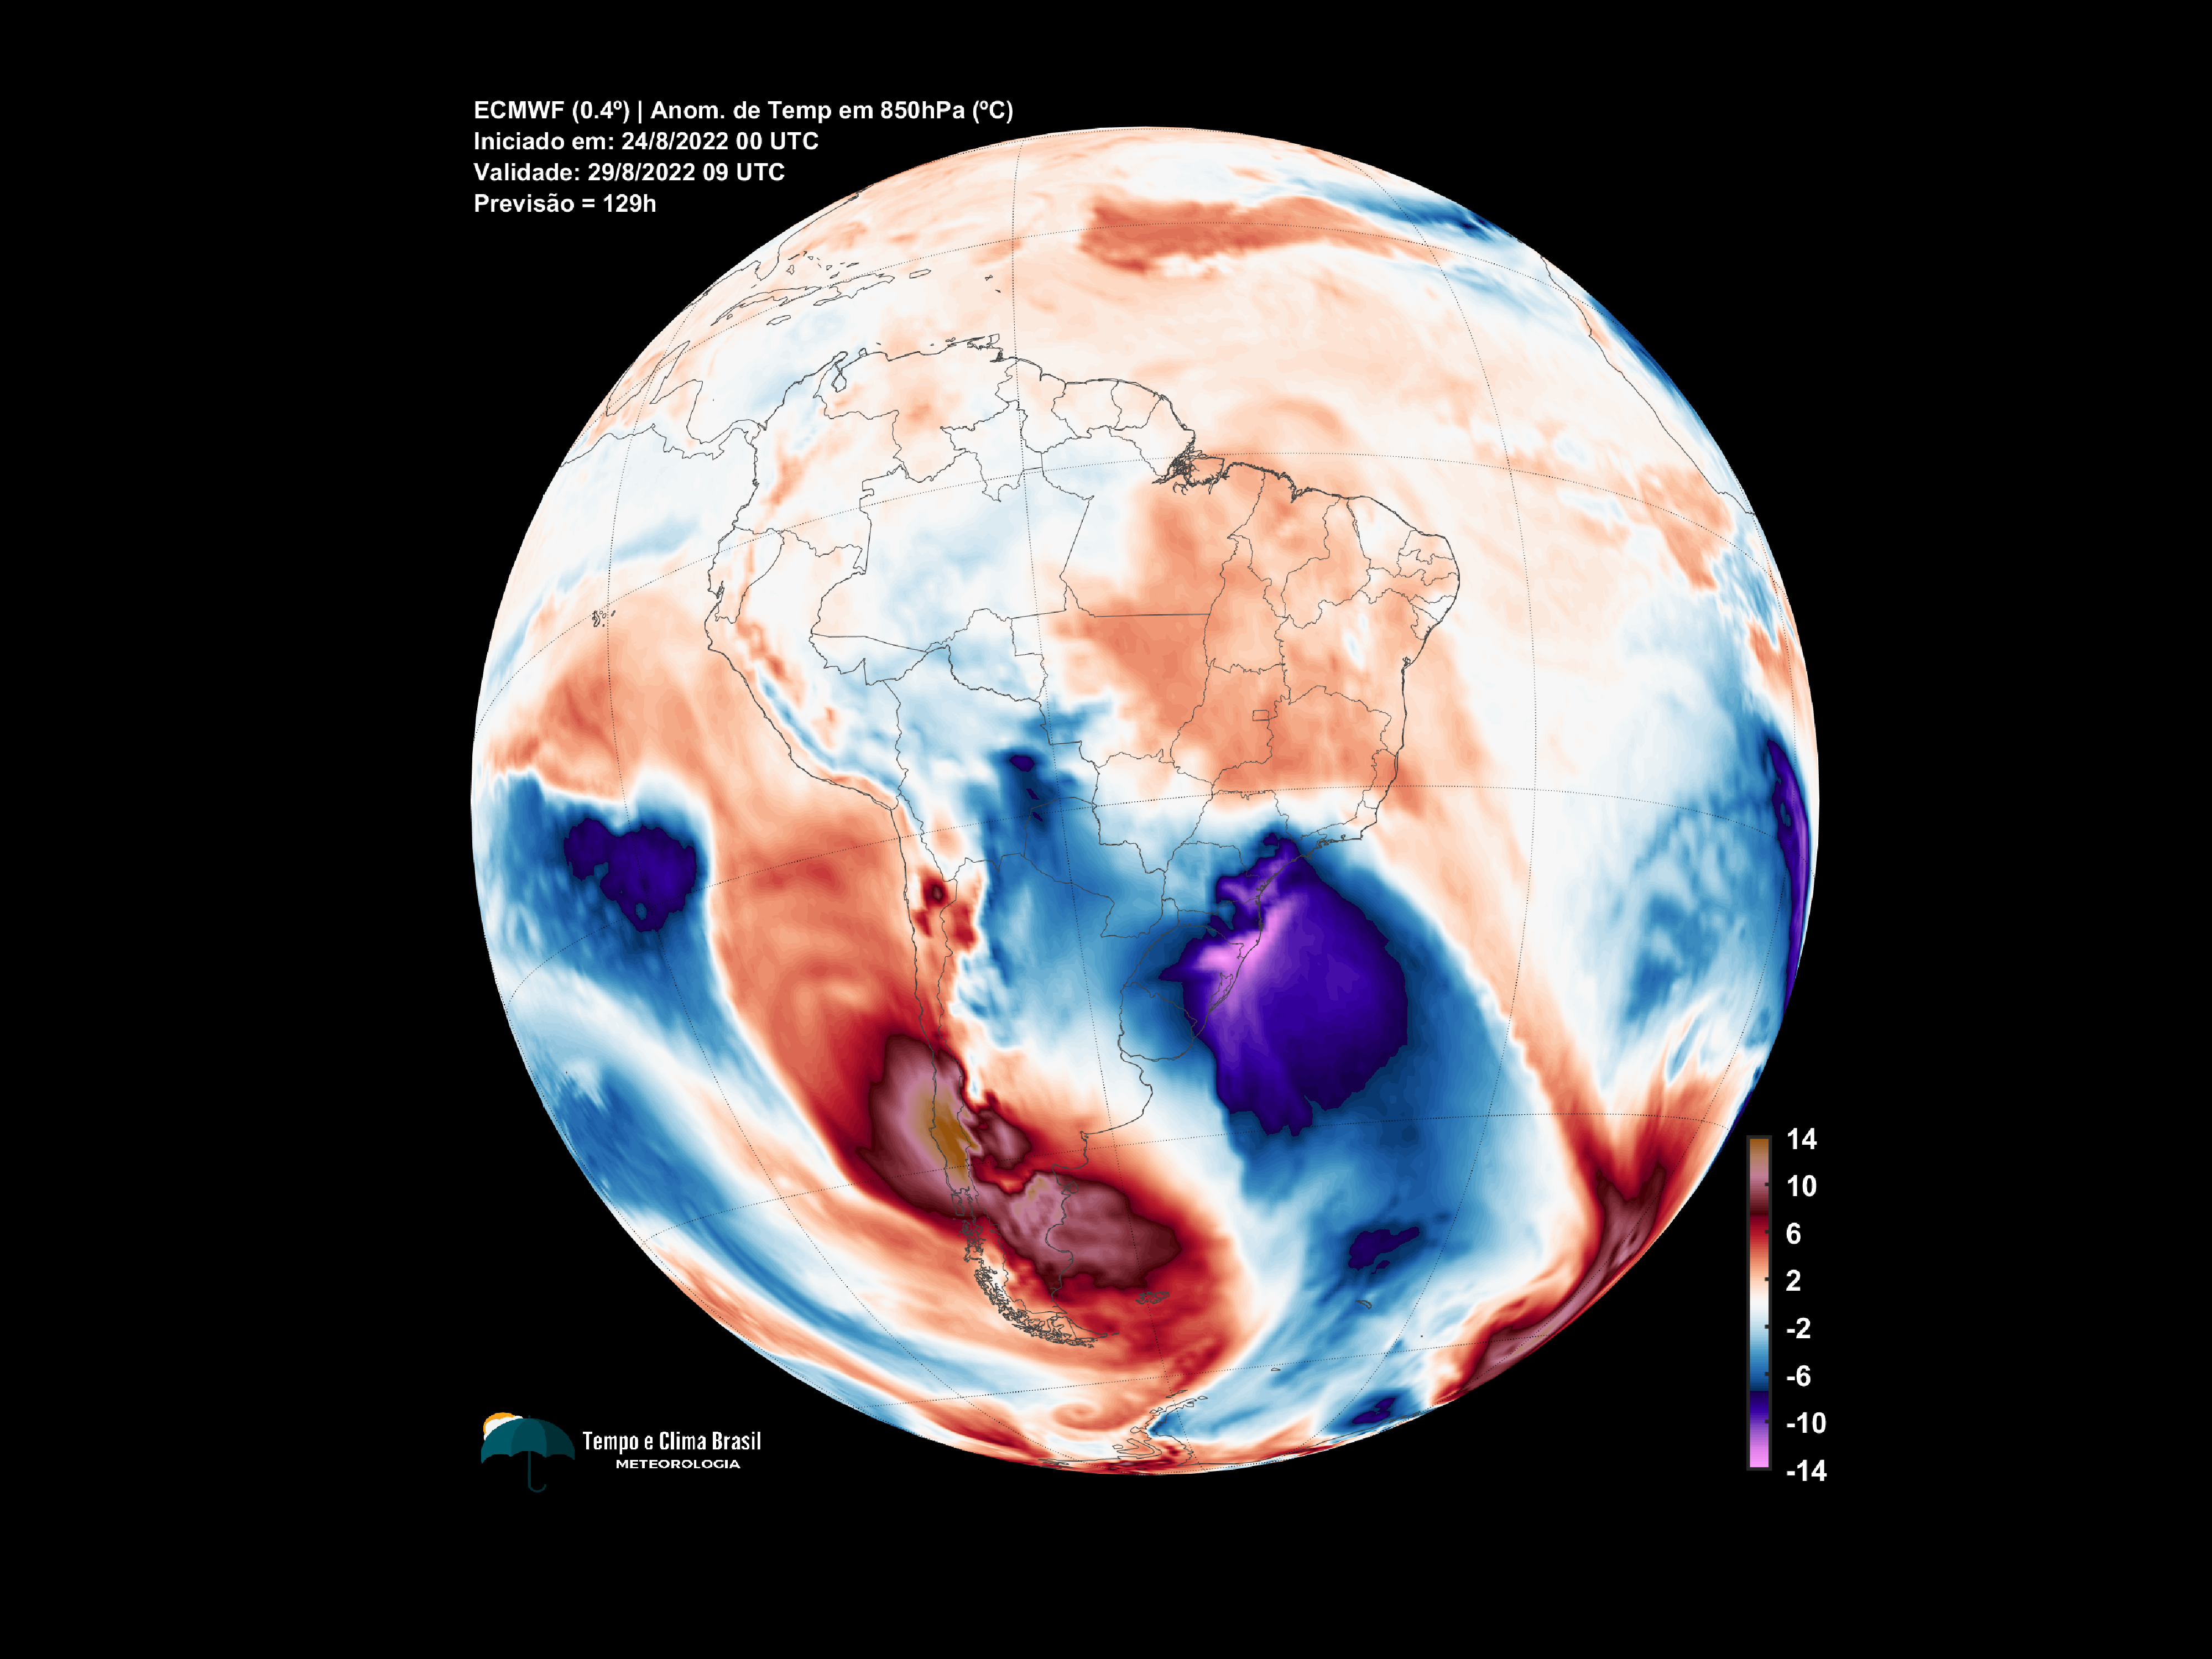 ECMWF (0.4º) | Anom. de Temp em 850hPa (ºC)
Iniciado em: 24/8/2022 00 UTC
Validade: 29/8/2022 09 UTC
Previsão = 129h
14
10
6
2
-2
-6
-10
-14
Tempo e Clima Brasil
METEOROLOGIA